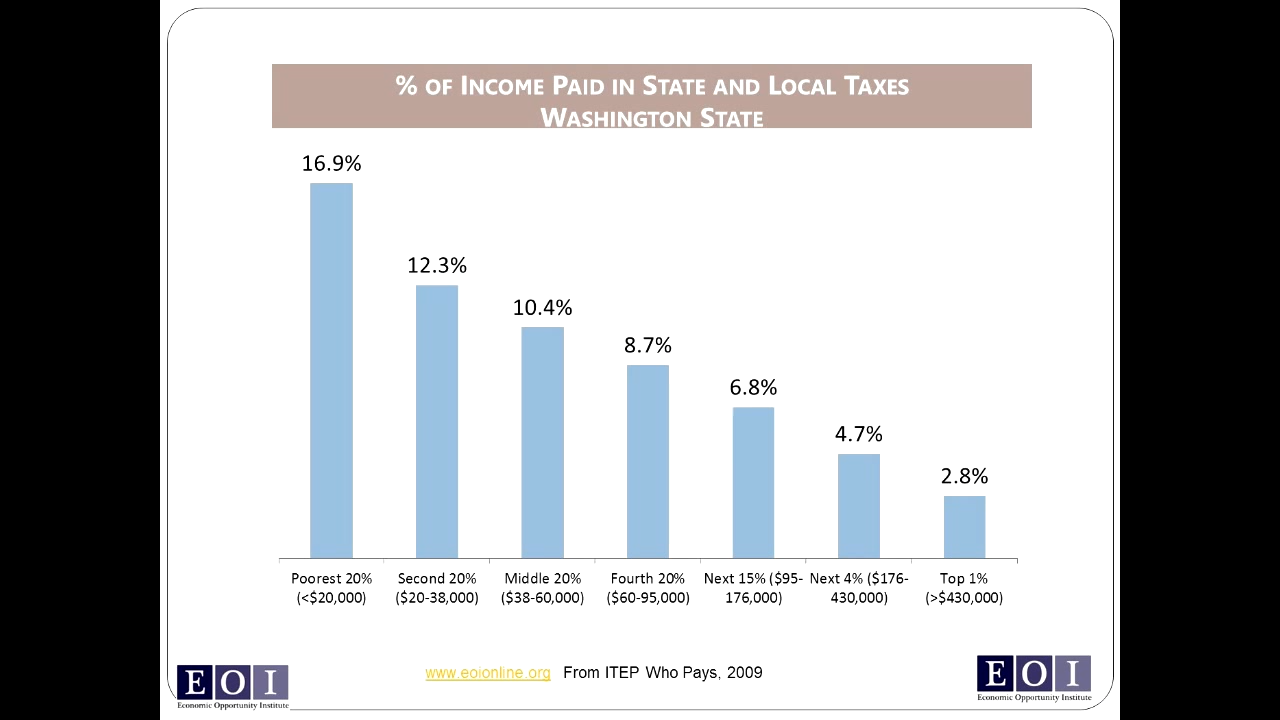 % OF INCOME PAID IN STATE AND LOCAL TAXES
WASHINGTON STATE
16.9%
12.3%
10.4%
8.7%
6.8%
4.7%
2.8%
Poorest 20%
(<$20,000)
Second 20%
($20-38,000)
Middle 20%
($38-60,000)
Fourth 20%
($60-95,000)
Next 15% ($95-
176,000)
Next 4% ($176-
430,000)
Top 1%
(>$430,000)
EOI
Economic Opportunity Institute
www.eoionline.org From ITEP Who Pays, 2009
EOI
Economic Opportunity Institute